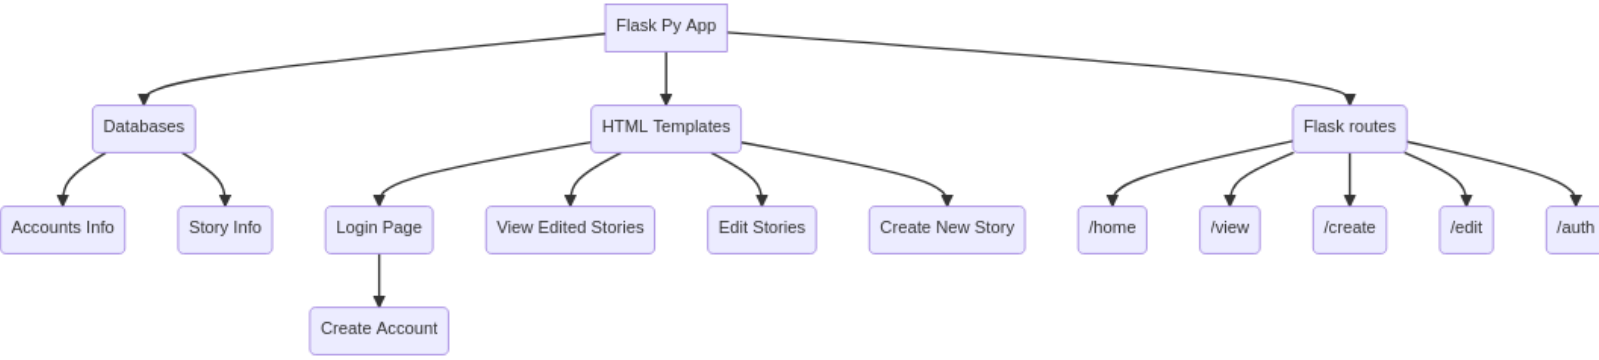 Flask Py App
Databases
HTML Templates
Flask routes
Accounts Info
Story Info
Login Page
View Edited Stories
Edit Stories
Create New Story
/home
/view
/create
/edit
/auth
Create Account